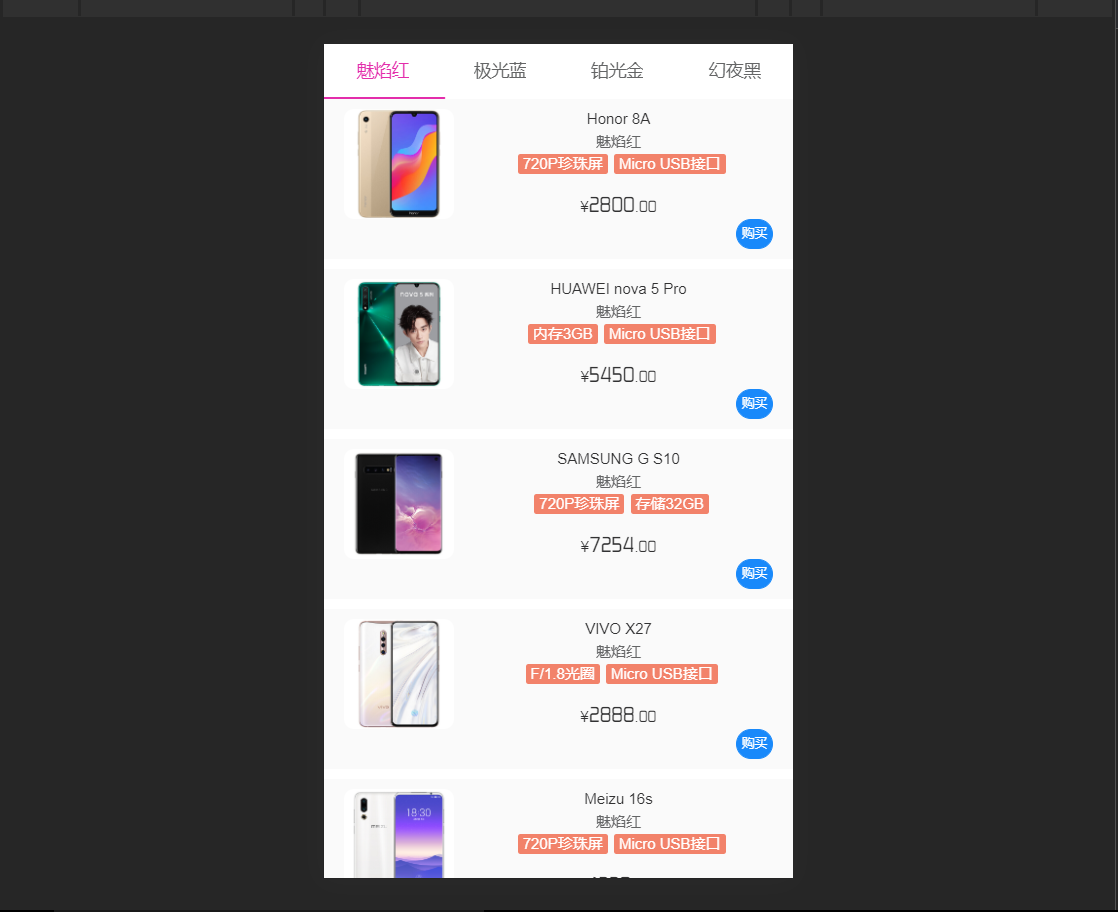 魅焰红 极光蓝 铂光金 幻夜黑
Honor 8A
魅焰红
720P珍珠屏 Micro USB接口
¥2800.00
购买
HUAWEI nova 5 Pro
魅焰红
内存3GB Micro USB接口
¥5450.00
购买
SAMSUNG G S10
魅焰红
720P珍珠屏 存储32GB
¥7254.00
购买
VIVO X27
魅焰红
F/1.8光圈 Micro USB接口
¥2888.00
购买
18:30
Meizu 16s
魅焰红
720P珍珠屏 Micro USB接口